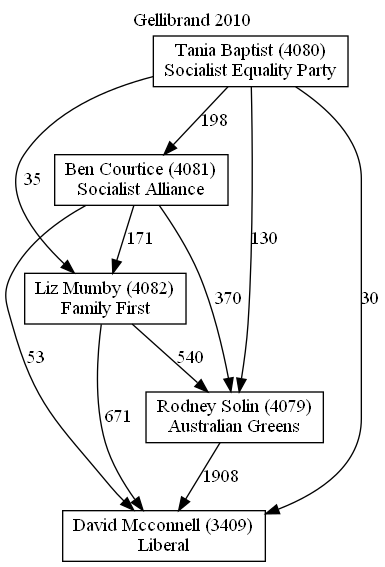 Gellibrand 2010
Tania Baptist (4080)
Socialist Equality Party
198
Ben Courtice (4081)
Socialist Alliance
35
171
130
Liz Mumby (4082)
Family First
370
30
53
540
671
Rodney Solin (4079)
Australian Greens
1908
David Mcconnell (3409)
Liberal